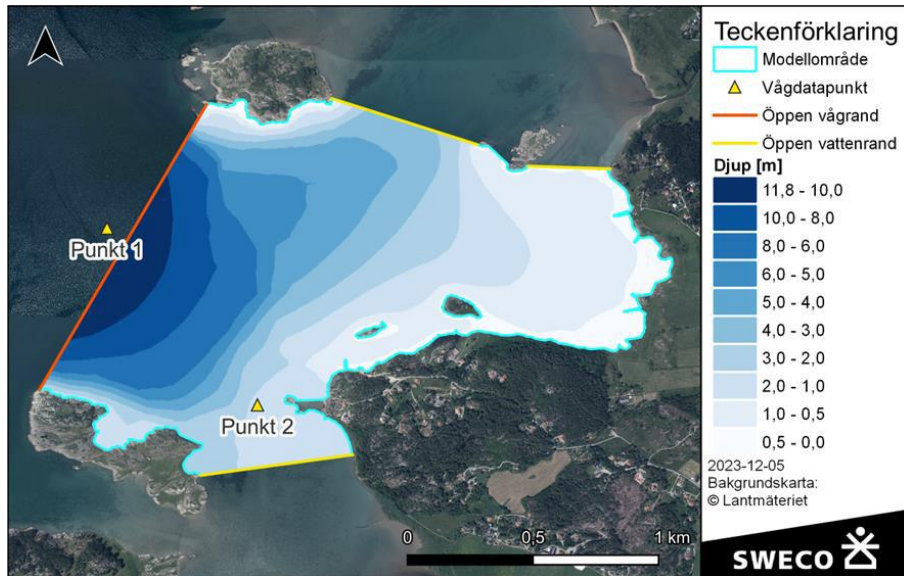 Punkt 1
Punkt 2
0 0,5 1 km
Teckenförklaring
Modellområde
Vågdatapunkt
Öppen vågrand
Öppen vattenrand
Djup [m]
11,8 - 10,0
10,0 - 8,0
8,0 - 6,0
6,0 - 5,0
5,0 - 4,0
4,0 - 3,0
3,0 - 2,0
2,0 - 1,0
1,0 - 0,5
0,5 - 0,0
2023-12-05
Bakgrundskarta:
© Lantmäteriet
SWECO